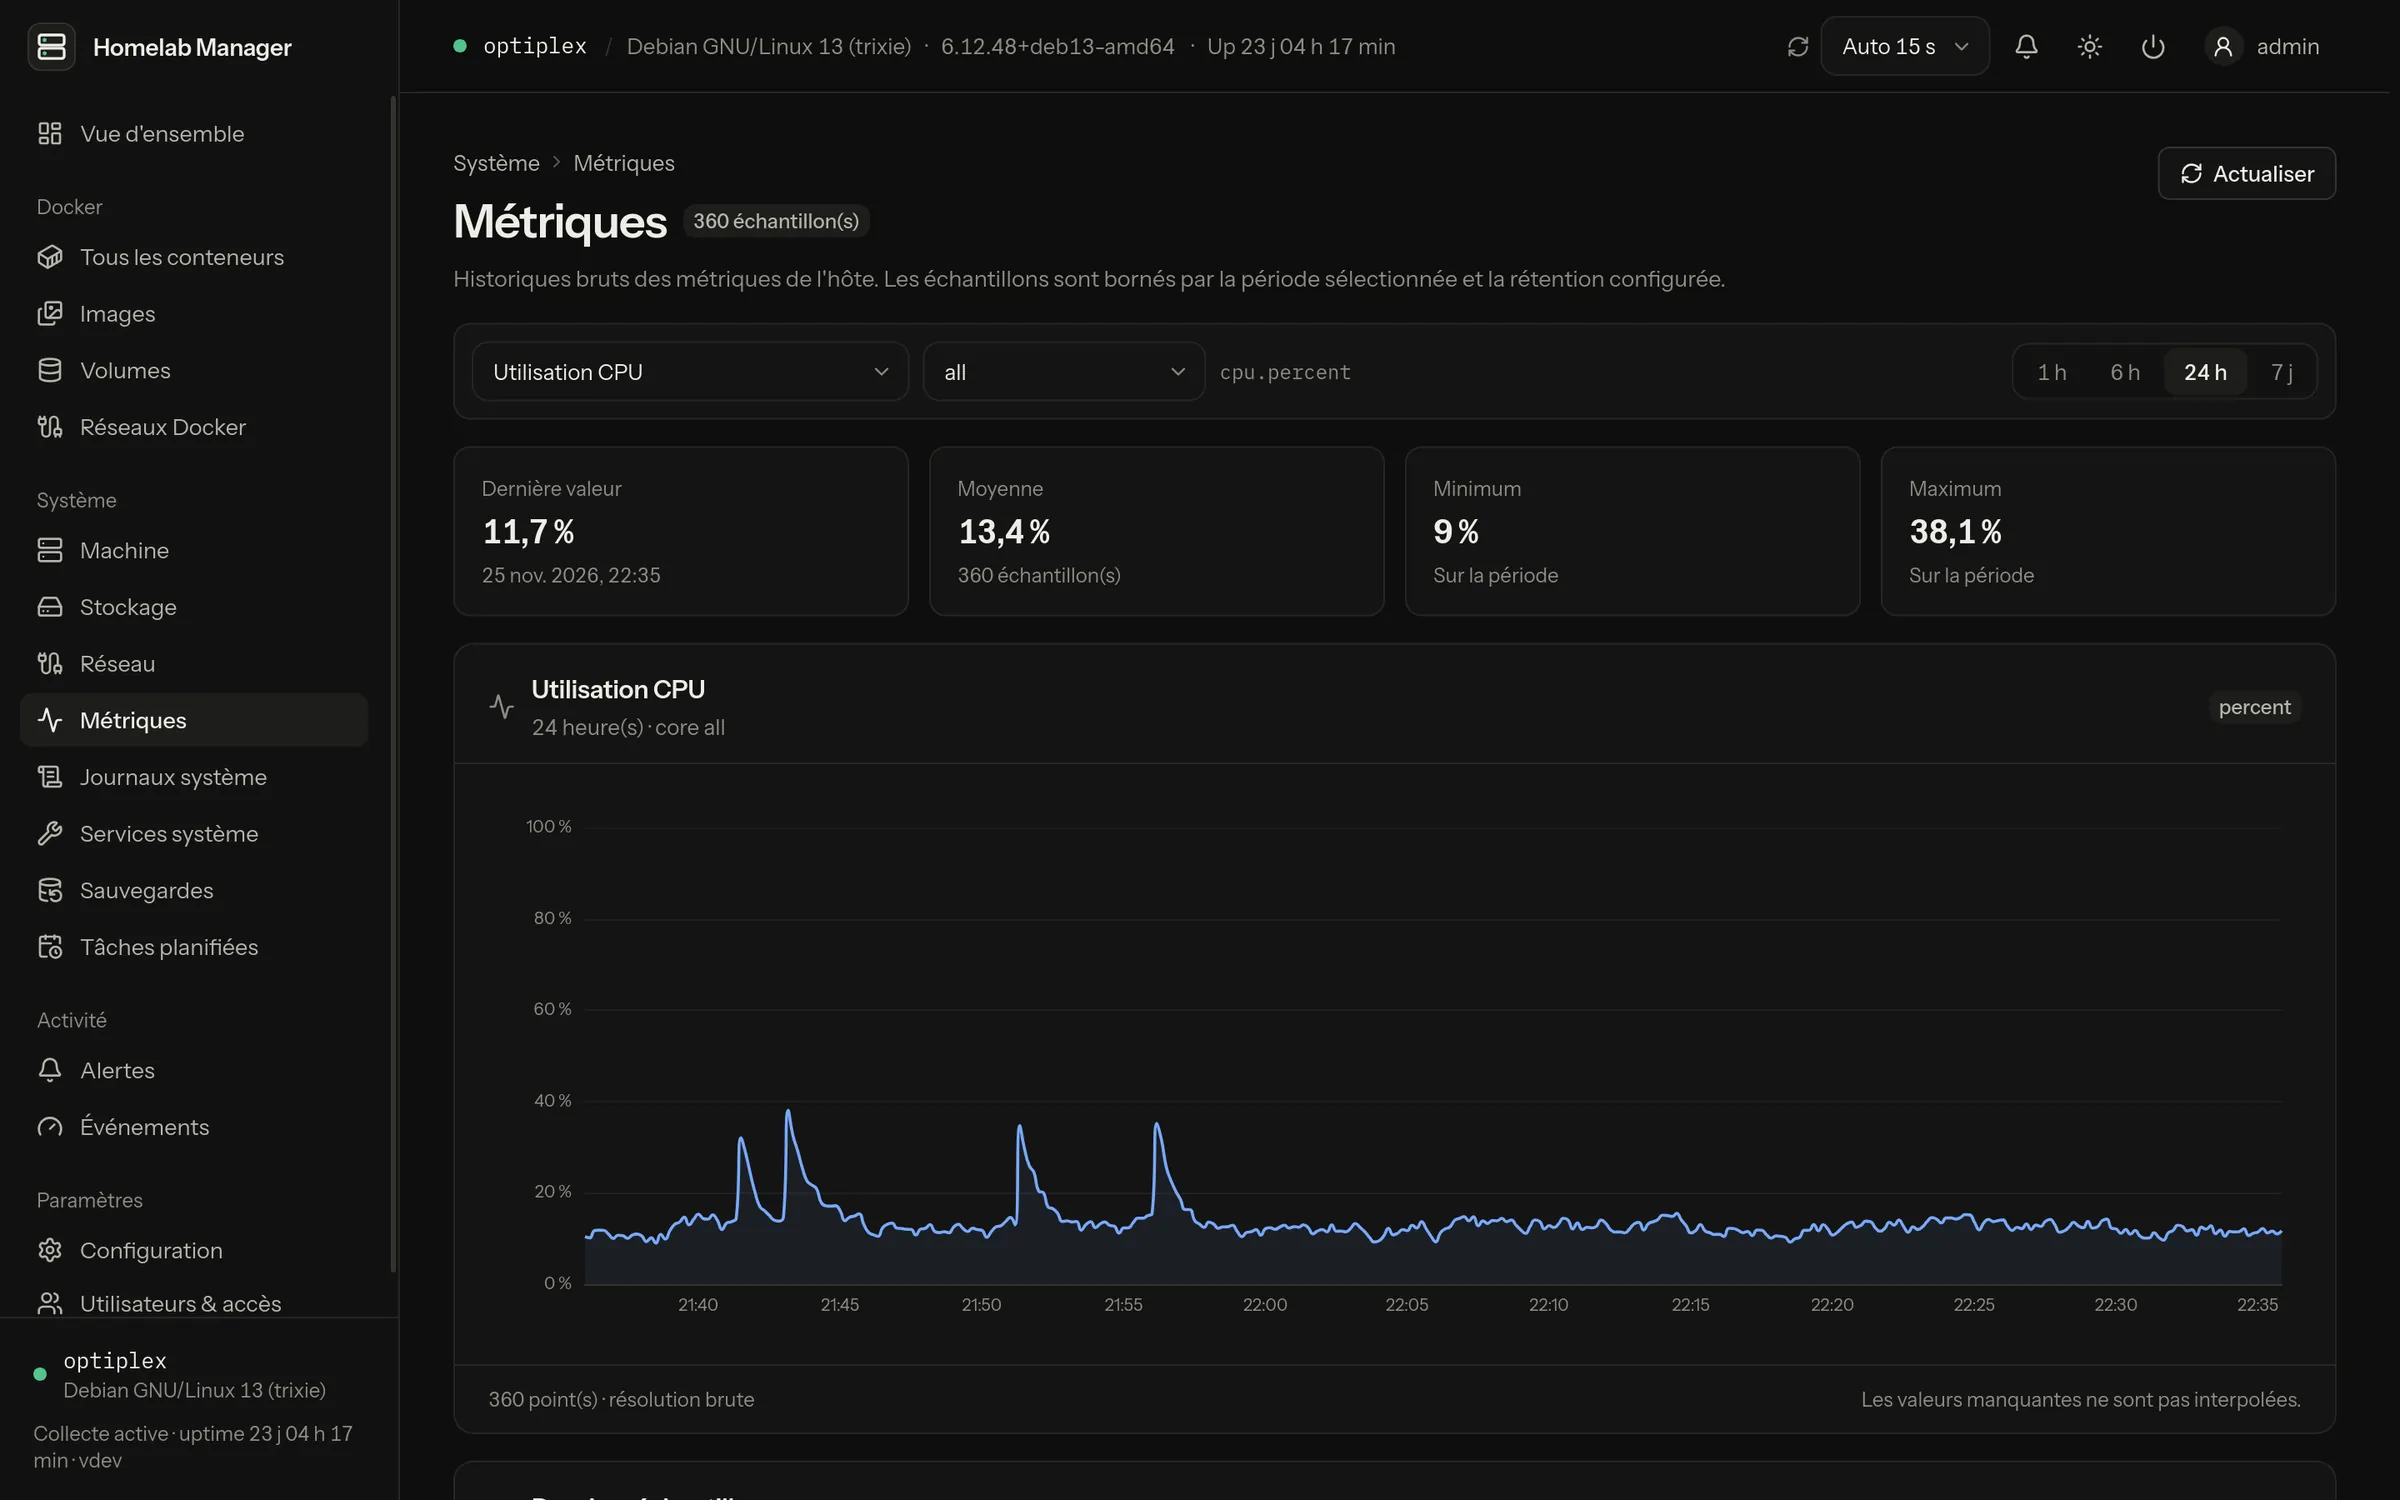 Homelab Manager
Vue d'ensemble
Docker
Tous les conteneurs
Images
Volumes
Réseaux Docker
Système
Machine
Stockage
Réseau
Métriques
Journaux système
Services système
Sauvegardes
Tâches planifiées
Activité
Alertes
Événements
Paramètres
Configuration
Utilisateurs & accès
optiplex
Debian GNU/Linux 13 (trixie)
Collecte active · uptime 23 j 04 h 17
min · vdev
optiplex / Debian GNU/Linux 13 (trixie) · 6.12.48+deb13-amd64 · Up 23 j 04 h 17 min
Auto 15 s
admin
Système > Métriques
Actualiser
Métriques 360 échantillon(s)
Historiques bruts des métriques de l'hôte. Les échantillons sont bornés par la période sélectionnée et la rétention configurée.
Utilisation CPU all cpu.percent 1 h 6 h 24 h 7 j
Dernière valeur
11,7 %
25 nov. 2026, 22:35
Moyenne
13,4 %
360 échantillon(s)
Minimum
9 %
Sur la période
Maximum
38,1 %
Sur la période
Utilisation CPU
24 heure(s) · core all
percent
100 %
80 %
60 %
40 %
20 %
0 %
21:40 21:45 21:50 21:55 22:00 22:05 22:10 22:15 22:20 22:25 22:30 22:35
360 point(s) · résolution brute
Les valeurs manquantes ne sont pas interpolées.